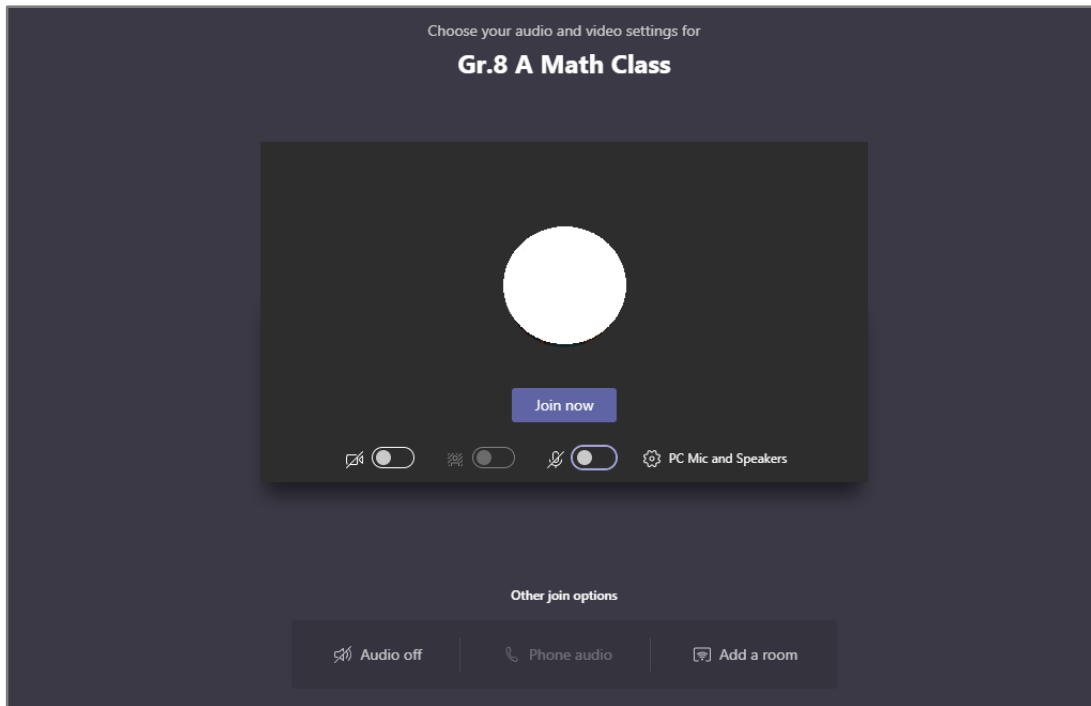 Choose your audio and video settings for
Gr.8 A Math Class
Join now
PC Mic and Speakers
Other join options
Audio off
Phone audio
Add a room